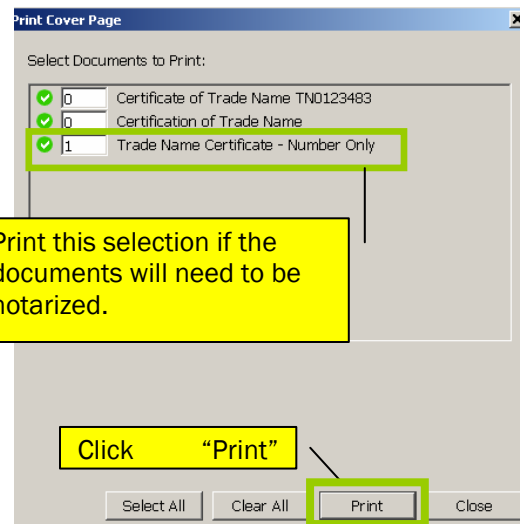 Print Cover Page
Select Documents to Print:
0 Certificate of Trade Name TN0123483
0 Certification of Trade Name
1 Trade Name Certificate - Number Only
Print this selection if the
documents will need to be
notarized.
Click "Print"
Select All Clear All Print Close